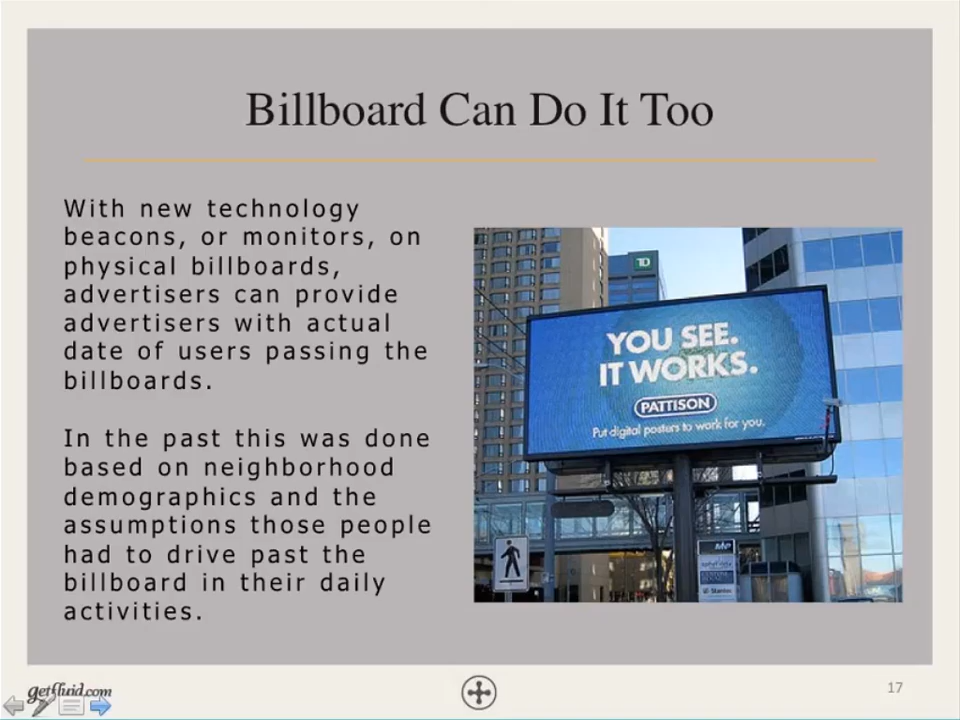 Billboard Can Do It Too
With new technology
beacons, or monitors, on
physical billboards,
advertisers can provide
advertisers with actual
date of users passing the
billboards.
In the past this was done
based on neighborhood
demographics and the
assumptions those people
had to drive past the
billboard in their daily
activities.
TD
YOU SEE.
IT WORKS.
PATTISON
Put digital posters to work for you.
Stantec
getfluid.com
17